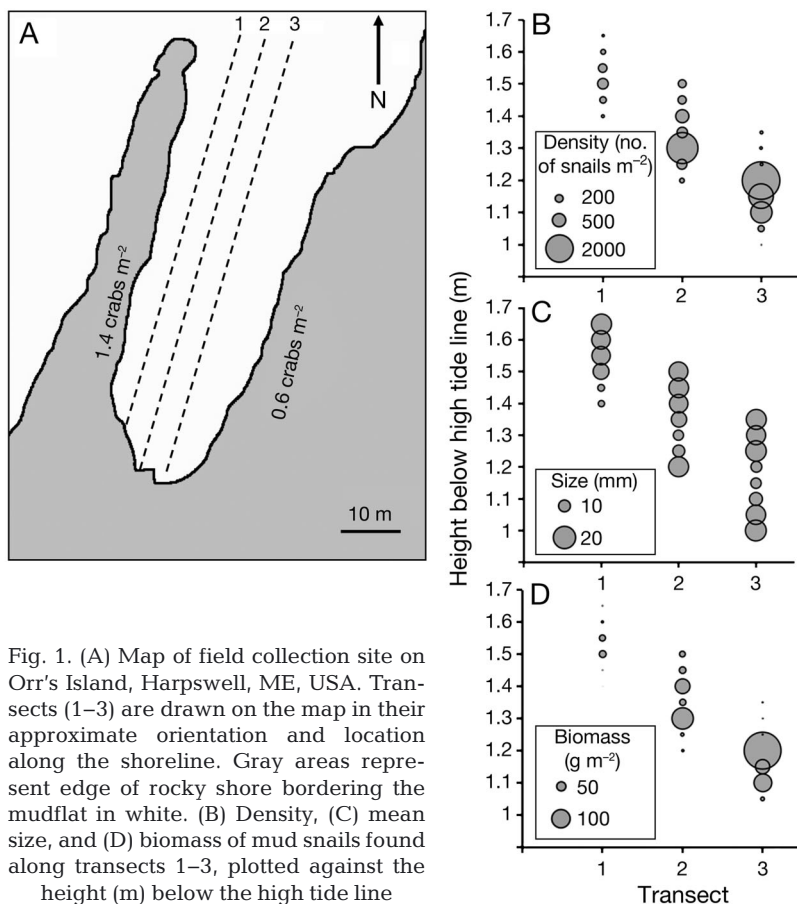 A
1 2 3
N
1.4 crabs m⁻²
0.6 crabs m⁻²
10 m
Fig. 1. (A) Map of field collection site on
Orr's Island, Harpswell, ME, USA. Tran-
sects (1–3) are drawn on the map in their
approximate orientation and location
along the shoreline. Gray areas repre-
sent edge of rocky shore bordering the
mudflat in white. (B) Density, (C) mean
size, and (D) biomass of mud snails found
along transects 1–3, plotted against the
height (m) below the high tide line
Height below high tide line (m)
B
1.7
1.6
1.5
1.4
1.3
1.2
1.1
1
Density (no.
of snails m⁻²)
200
500
2000
1 2 3
C
1.7
1.6
1.5
1.4
1.3
1.2
1.1
1
Size (mm)
10
20
1 2 3
D
1.7
1.6
1.5
1.4
1.3
1.2
1.1
1
Biomass
(g m⁻²)
50
100
1 2 3
Transect